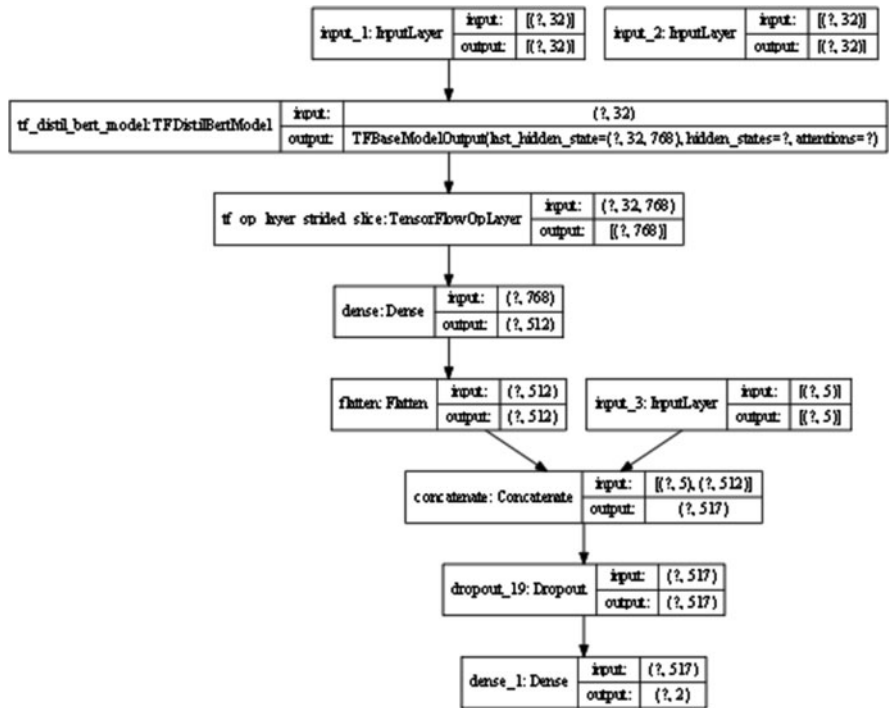 input_1: InputLayer
input: [(?, 32)]
output: [(?, 32)]
input_2: InputLayer
input: [(?, 32)]
output: [(?, 32)]
tf_distil_bert_model: TFDistilBertModel
input: (?, 32)
output: TFBaseModelOutput(last_hidden_state=(?, 32, 768), hidden_states=?, attentions=?)
tf_op_layer_strided_slice: TensorFlowOpLayer
input: (?, 32, 768)
output: [(?, 768)]
dense: Dense
input: (?, 768)
output: (?, 512)
flatten: Flatten
input: (?, 512)
output: (?, 512)
input_3: InputLayer
input: [(?, 5)]
output: [(?, 5)]
concatenate: Concatenate
input: [(?, 5), (?, 512)]
output: (?, 517)
dropout_19: Dropout
input: (?, 517)
output: (?, 517)
dense_1: Dense
input: (?, 517)
output: (?, 2)